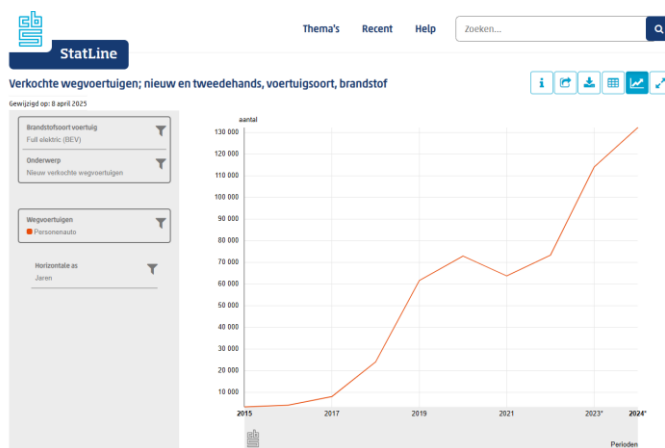 cbs
Thema's Recent Help Zoeken...
StatLine
Verkochte wegvoertuigen; nieuw en tweedehands, voertuigsoort, brandstof
Gewijzigd op: 8 april 2025
Brandstofsoort voertuig
Full elektric (BEV)
Onderwerp
Nieuw verkochte wegvoertuigen
Wegvoertuigen
Personenauto
Horizontale as
Jaren
aantal
130 000
120 000
110 000
100 000
90 000
80 000
70 000
60 000
50 000
40 000
30 000
20 000
10 000
2015 2017 2019 2021 2023* 2024*
Perioden